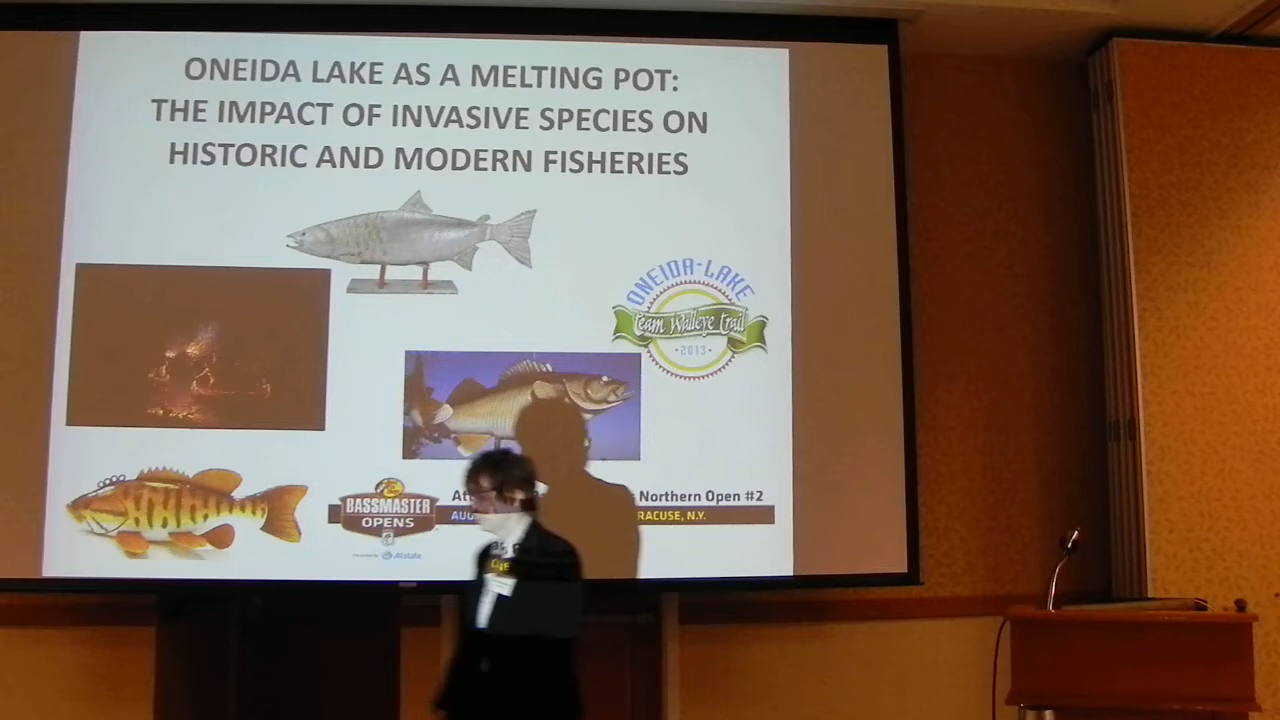 ONEIDA LAKE AS A MELTING POT:
THE IMPACT OF INVASIVE SPECIES ON
HISTORIC AND MODERN FISHERIES
ONEIDA-LAKE
Team Walleye Trail
·2013·
BASSMASTER
OPENS
Allstate
Northern Open #2
RACUSE, N.Y.